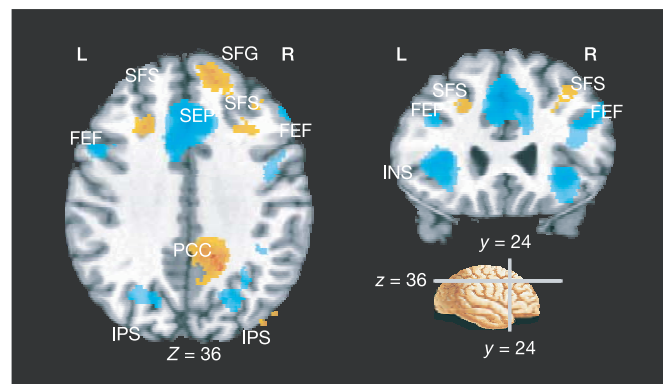 L
SFG
R
SFS
SFS
SEF
FEF
FEF
PCC
IPS
IPS
Z = 36
L
R
SFS
SFS
FEF
FEF
INS
y = 24
z = 36
y = 24